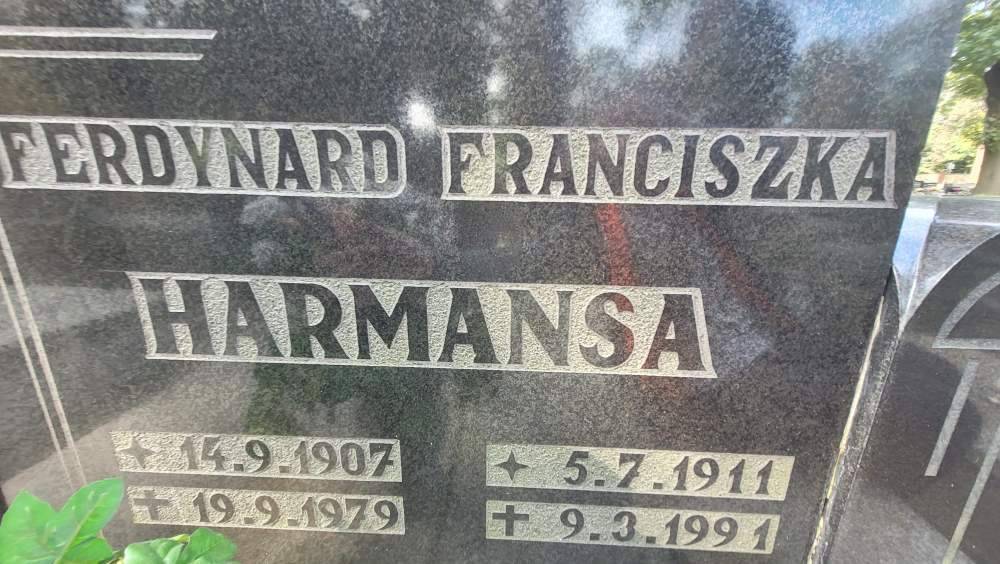 FERDYNARD FRANCISZKA
HARMANSA
14.9.1907 5.7.1911
19.9.1979 9.3.1991